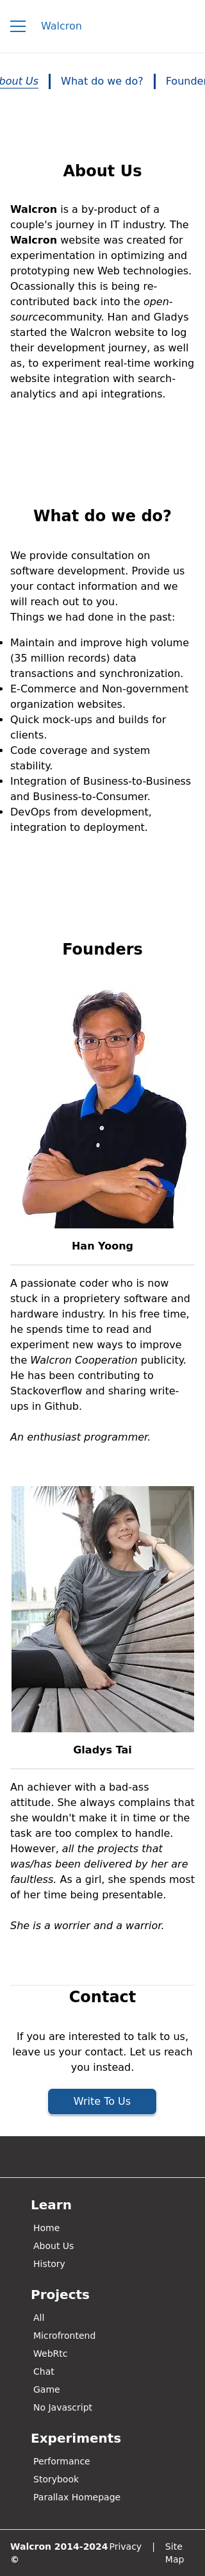 Walcron
bout Us
What do we do?
Founder
About Us
Walcron is a by-product of a
couple's journey in IT industry. The
Walcron website was created for
experimentation in optimizing and
prototyping new Web technologies.
Ocassionally this is being re-
contributed back into the open-
sourcecommunity. Han and Gladys
started the Walcron website to log
their development journey, as well
as, to experiment real-time working
website integration with search-
analytics and api integrations.
What do we do?
We provide consultation on
software development. Provide us
your contact information and we
will reach out to you.
Things we had done in the past:
Maintain and improve high volume
(35 million records) data
transactions and synchronization.
E-Commerce and Non-government
organization websites.
Quick mock-ups and builds for
clients.
Code coverage and system
stability.
Integration of Business-to-Business
and Business-to-Consumer.
DevOps from development,
integration to deployment.
Founders
Han Yoong
A passionate coder who is now
stuck in a proprietery software and
hardware industry. In his free time,
he spends time to read and
experiment new ways to improve
the Walcron Cooperation publicity.
He has been contributing to
Stackoverflow and sharing write-
ups in Github.
An enthusiast programmer.
Gladys Tai
An achiever with a bad-ass
attitude. She always complains that
she wouldn't make it in time or the
task are too complex to handle.
However, all the projects that
was/has been delivered by her are
faultless. As a girl, she spends most
of her time being presentable.
She is a worrier and a warrior.
Contact
If you are interested to talk to us,
leave us your contact. Let us reach
you instead.
Write To Us
Learn
Home
About Us
History
Projects
All
Microfrontend
WebRtc
Chat
Game
No Javascript
Experiments
Performance
Storybook
Parallax Homepage
Walcron 2014-2024 Privacy | Site
© Map